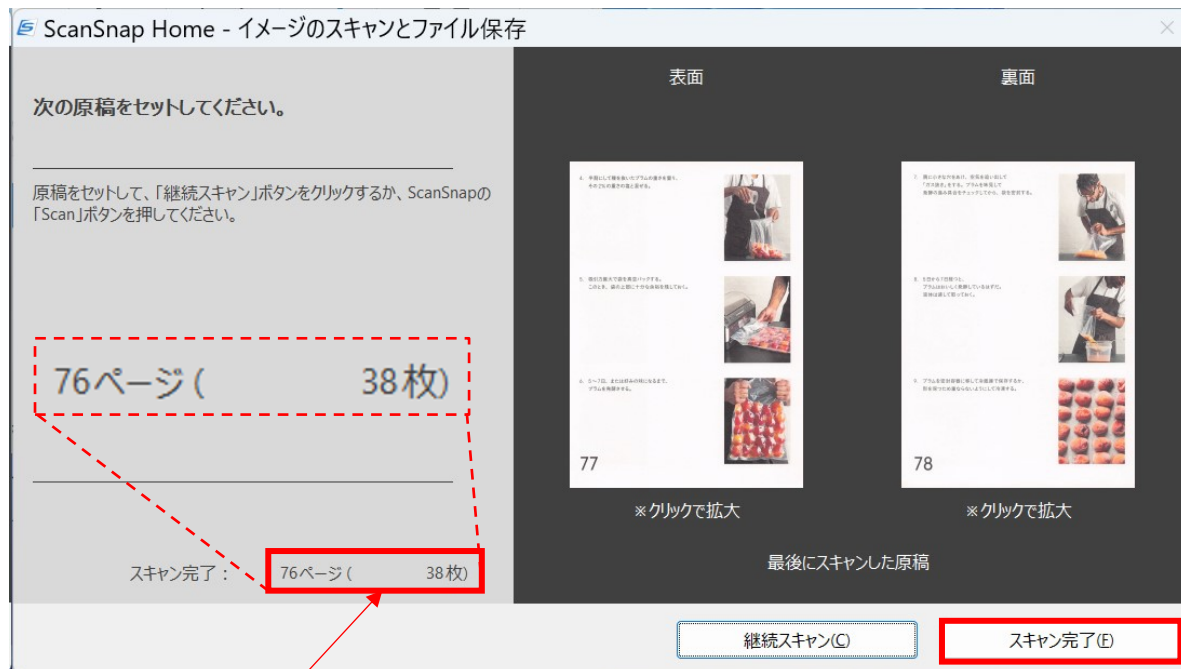 ScanSnap Home - イメージのスキャンとファイル保存
次の原稿をセットしてください。
原稿をセットして、「継続スキャン」ボタンをクリックするか、ScanSnapの
「Scan」ボタンを押してください。
76ページ ( 38枚)
スキャン完了 : 76ページ ( 38枚)
表面
裏面
77
78
※クリックで拡大
※クリックで拡大
最後にスキャンした原稿
継続スキャン(C)
スキャン完了(F)